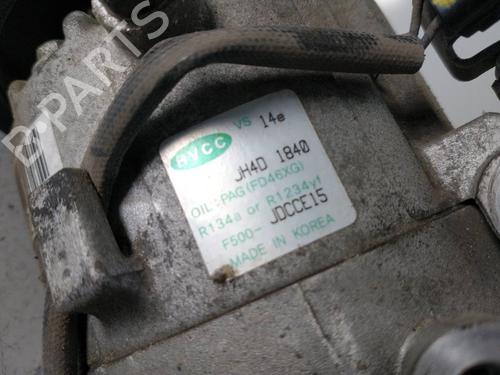 B-PARTS
HVCC VS 14e
JH4D 1840
OIL:PAG(FD46XG)
R134a or R1234yf
F500- JDCCE15
MADE IN KOREA